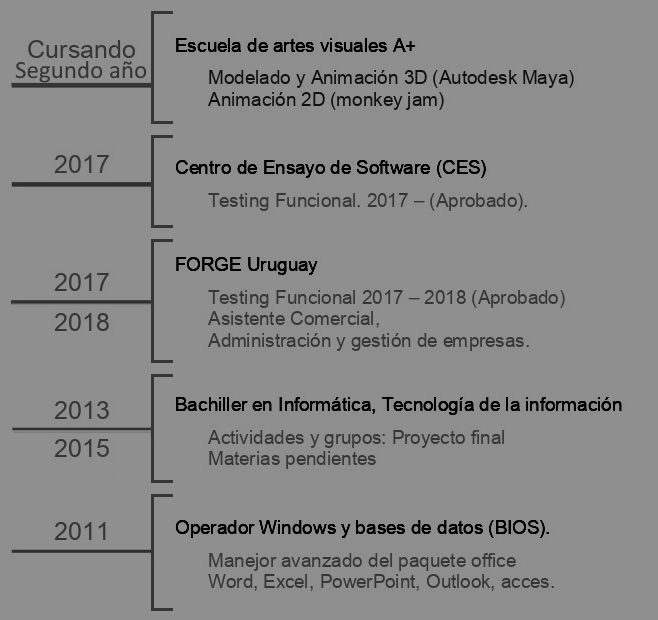 Cursando
Segundo año
Escuela de artes visuales A+
Modelado y Animación 3D (Autodesk Maya)
Animación 2D (monkey jam)
2017
Centro de Ensayo de Software (CES)
Testing Funcional. 2017 – (Aprobado).
2017
2018
FORGE Uruguay
Testing Funcional 2017 – 2018 (Aprobado)
Asistente Comercial,
Administración y gestión de empresas.
2013
2015
Bachiller en Informática, Tecnología de la información
Actividades y grupos: Proyecto final
Materias pendientes
2011
Operador Windows y bases de datos (BIOS).
Manejor avanzado del paquete office
Word, Excel, PowerPoint, Outlook, acces.